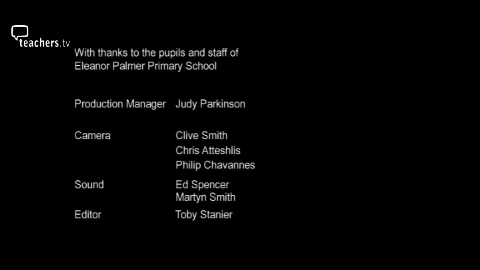 teachers.tv
With thanks to the pupils and staff of
Eleanor Palmer Primary School
Production Manager Judy Parkinson
Camera Clive Smith
Chris Atteshlis
Philip Chavannes
Sound Ed Spencer
Martyn Smith
Editor Toby Stanier